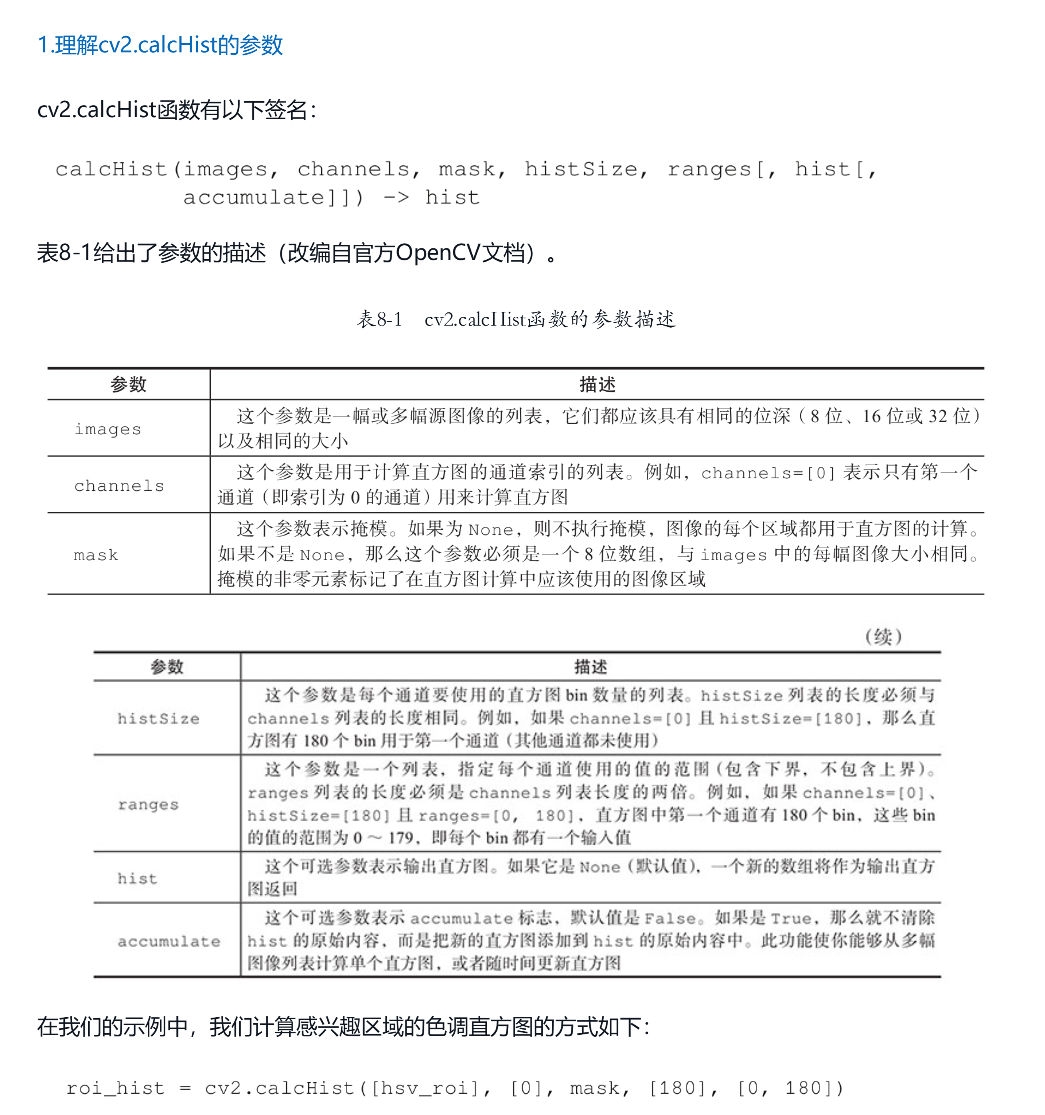 1.理解cv2.calcHist的参数
cv2.calcHist函数有以下签名：
calcHist(images, channels, mask, histSize, ranges[, hist[,
accumulate]]) -> hist
表8-1给出了参数的描述（改编自官方OpenCV文档）。
表8-1 cv2.calcHist函数的参数描述
参数 描述
images 这个参数是一幅或多幅源图像的列表，它们都应该具有相同的位深（8 位、16 位或 32 位）
以及相同的大小
channels 这个参数是用于计算直方图的通道索引的列表。例如，channels=[0] 表示只有第一个
通道（即索引为 0 的通道）用来计算直方图
这个参数表示掩模。如果为 None，则不执行掩模，图像的每个区域都用于直方图的计算。
mask 如果不是 None，那么这个参数必须是一个 8 位数组，与 images 中的每幅图像大小相同。
掩模的非零元素标记了在直方图计算中应该使用的图像区域
（续）
参数 描述
这个参数是每个通道要使用的直方图 bin 数量的列表。histSize 列表的长度必须与
histSize channels 列表的长度相同。例如，如果 channels=[0] 且 histSize=[180]，那么直
方图有 180 个 bin 用于第一个通道（其他通道都未使用）
这个参数是一个列表，指定每个通道使用的值的范围（包含下界，不包含上界）。
ranges ranges 列表的长度必须是 channels 列表长度的两倍。例如，如果 channels=[0]、
histSize=[180] 且 ranges=[0, 180]，直方图中第一个通道有 180 个 bin，这些 bin
的值的范围为 0 ～ 179，即每个 bin 都有一个输入值
hist 这个可选参数表示输出直方图。如果它是 None（默认值），一个新的数组将作为输出直方
图返回
这个可选参数表示 accumulate 标志，默认值是 False。如果是 True，那么就不清除
accumulate hist 的原始内容，而是把新的直方图添加到 hist 的原始内容中。此功能使你能够从多幅
图像列表计算单个直方图，或者随时间更新直方图
在我们的示例中，我们计算感兴趣区域的色调直方图的方式如下：
roi_hist = cv2.calcHist([hsv_roi], [0], mask, [180], [0, 180])